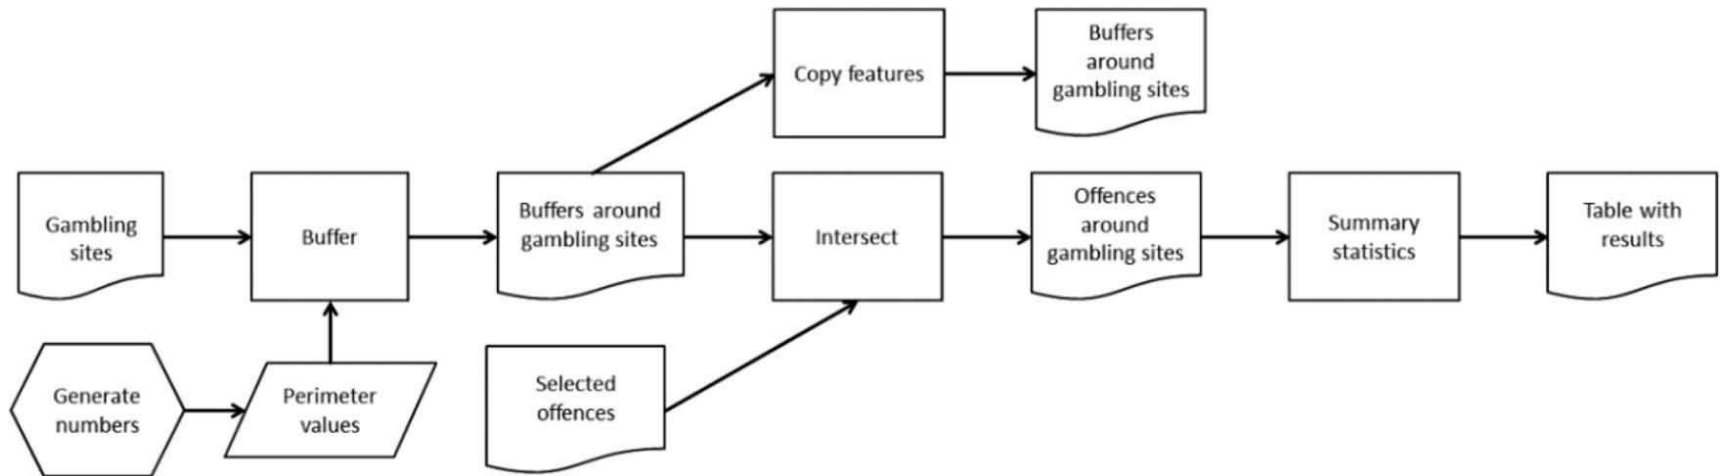 Copy features
Buffers
around
gambling sites
Gambling
sites
Buffer
Buffers around
gambling sites
Intersect
Offences
around
gambling sites
Summary
statistics
Table with
results
Generate
numbers
Perimeter
values
Selected
offences